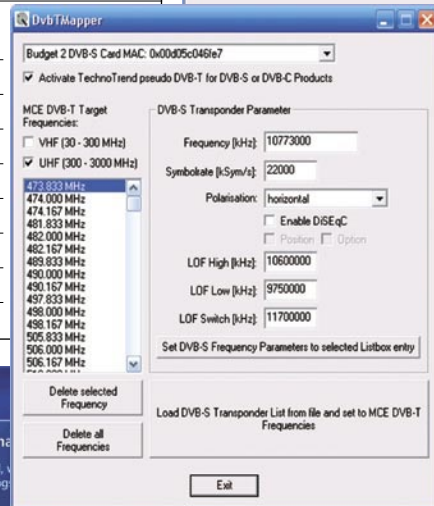 DvbTMapper
Budget 2 DVB-S Card MAC: 0x00d05c046fe7
Activate TechnoTrend pseudo DVB-T for DVB-S or DVB-C Products
MCE DVB-T Target
Frequencies:
VHF (30 - 300 MHz)
UHF (300 - 3000 MHz)
473.833 MHz
474.000 MHz
474.167 MHz
481.833 MHz
482.000 MHz
482.167 MHz
489.833 MHz
490.000 MHz
490.167 MHz
497.833 MHz
498.000 MHz
498.167 MHz
505.833 MHz
506.000 MHz
506.167 MHz
Delete selected
Frequency
Delete all
Frequencies
DVB-S Transponder Parameter
Frequency [kHz]: 10773000
Symbolrate [kSym/s]: 22000
Polarisation: horizontal
Enable DiSEqC
Position Option
LOF High [kHz]: 10600000
LOF Low [kHz]: 9750000
LOF Switch [kHz]: 11700000
Set DVB-S Frequency Parameters to selected Listbox entry
Load DVB-S Transponder List from file and set to MCE DVB-T
Frequencies
Exit